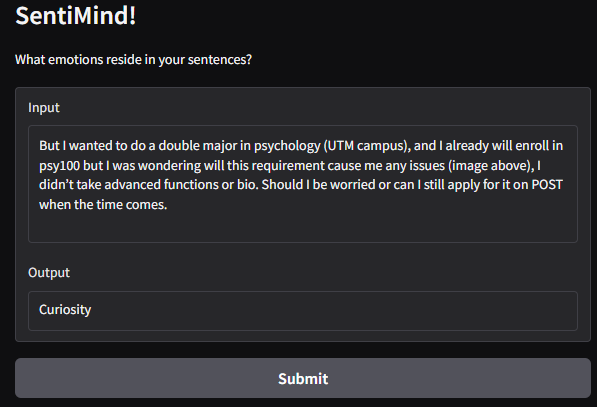 SentiMind!
What emotions reside in your sentences?
Input
But I wanted to do a double major in psychology (UTM campus), and I already will enroll in
psy100 but I was wondering will this requirement cause me any issues (image above), I
didn’t take advanced functions or bio. Should I be worried or can I still apply for it on POST
when the time comes.
Output
Curiosity
Submit